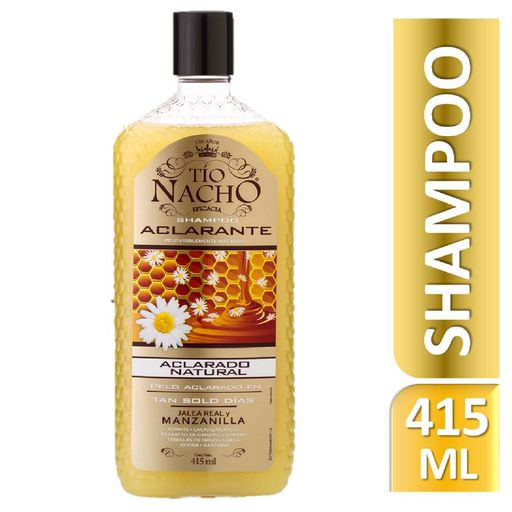 TÍO
NACHO
EFICACIA
SHAMPOO
ACLARANTE
ACLARADO
NATURAL
PELO ACLARADO EN
TAN SOLO DÍAS
JALEA REAL Y
MANZANILLA
415 ml
SHAMPOO
415
ML